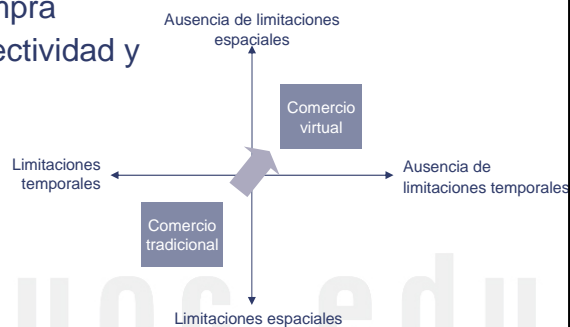 mpra
ectividad y
Ausencia de limitaciones
espaciales
Comercio
virtual
Limitaciones
temporales
Ausencia de
limitaciones temporales
Comercio
tradicional
Limitaciones espaciales
uoc edu